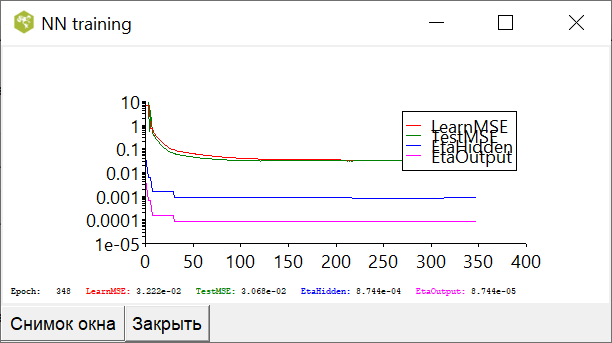 NN training
10
1
0.1
0.01
0.001
0.0001
1e-05
0 50 100 150 200 250 300 350 400
LearnMSE
TestMSE
EtaHidden
EtaOutput
Epoch: 348 LearnMSE: 3.222e-02 TestMSE: 3.068e-02 EtaHidden: 8.744e-04 EtaOutput: 8.744e-05
Снимок окна Закрыть